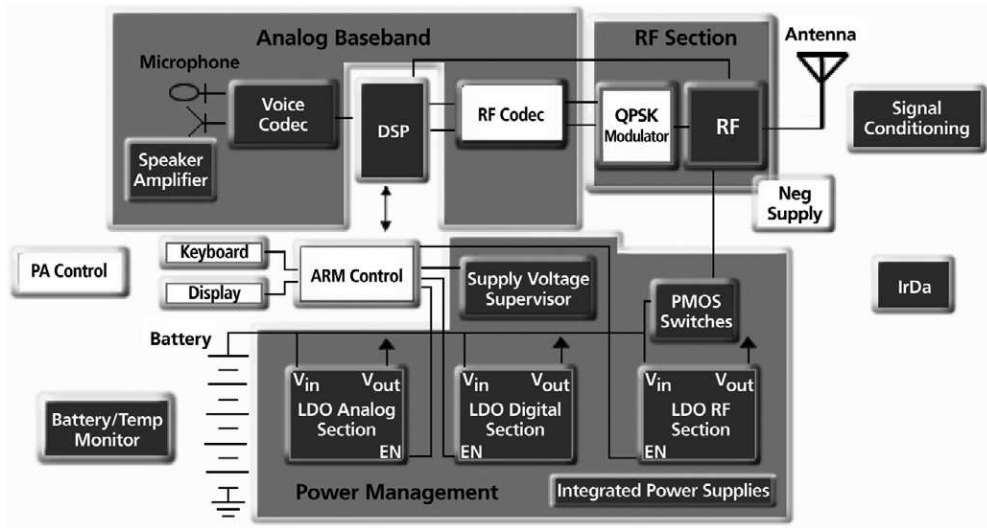 Analog Baseband
RF Section
Antenna
Microphone
Voice
Codec
DSP
RF Codec
QPSK
Modulator
RF
Signal
Conditioning
Speaker
Amplifier
Neg
Supply
PA Control
Keyboard
Display
ARM Control
Supply Voltage
Supervisor
PMOS
Switches
IrDa
Battery
Vin Vout
LDO Analog
Section
EN
Vin Vout
LDO Digital
Section
EN
Vin Vout
LDO RF
Section
EN
Battery/Temp
Monitor
Power Management
Integrated Power Supplies